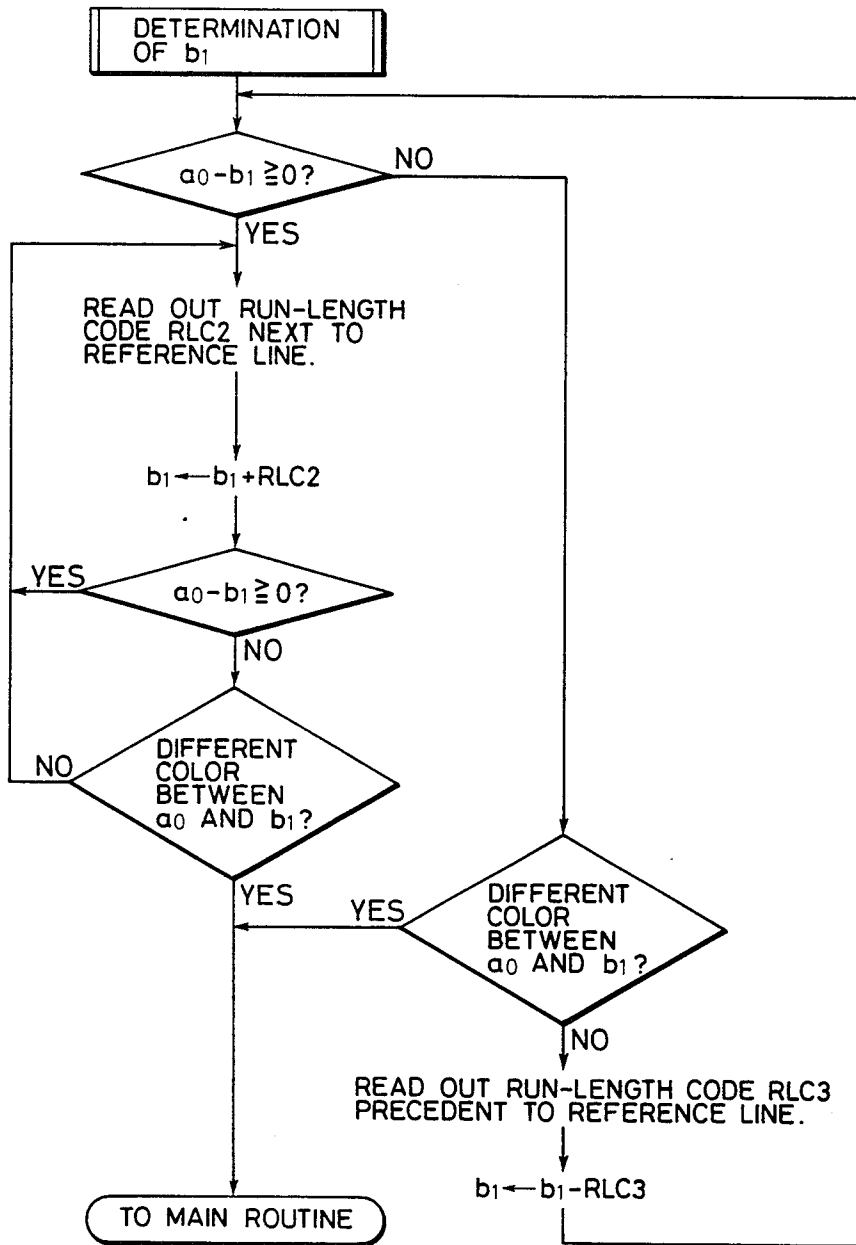 DETERMINATION
OF b1
a0-b1≧0?
NO
YES
READ OUT RUN-LENGTH
CODE RLC2 NEXT TO
REFERENCE LINE.
b1←b1+RLC2
YES
a0-b1≧0?
NO
NO
DIFFERENT
COLOR
BETWEEN
a0 AND b1?
YES
YES
DIFFERENT
COLOR
BETWEEN
a0 AND b1?
NO
READ OUT RUN-LENGTH CODE RLC3
PRECEDENT TO REFERENCE LINE.
b1←b1-RLC3
TO MAIN ROUTINE